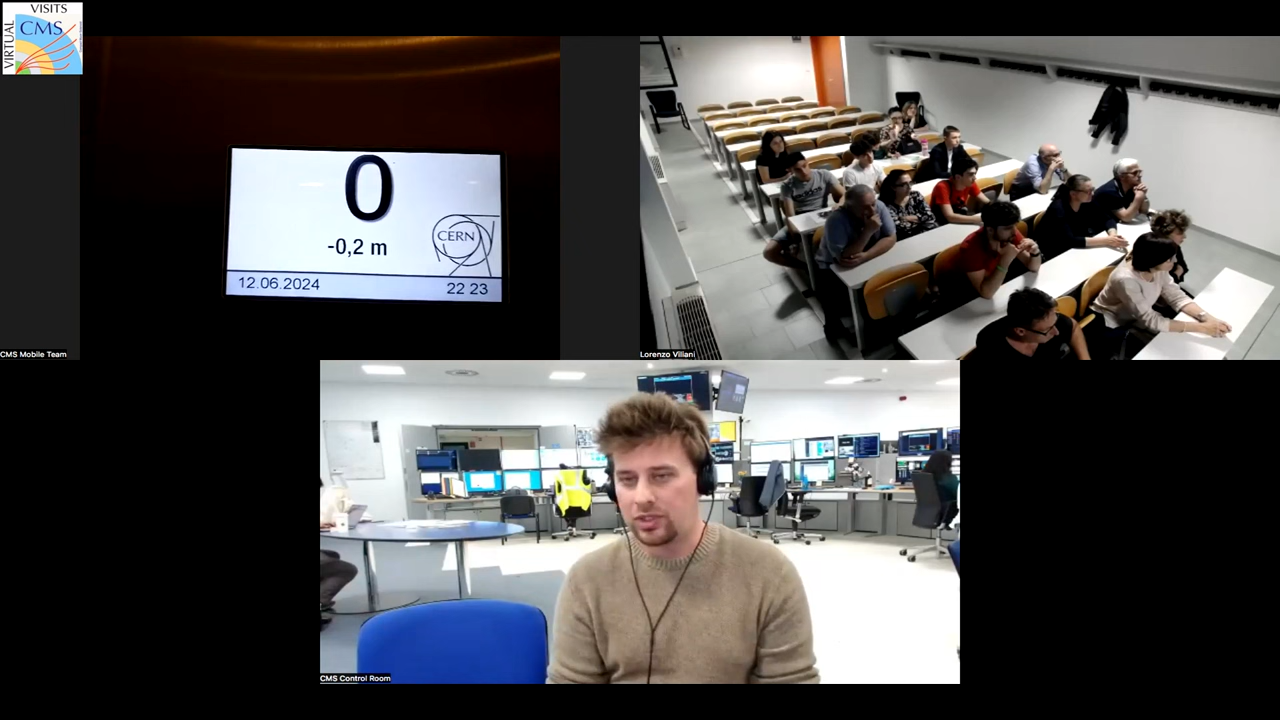 VISITS
VIRTUAL
CMS
0
-0,2 m
CERN
12.06.2024
22 23
CMS Mobile Team
Lorenzo Viliani
CMS Control Room